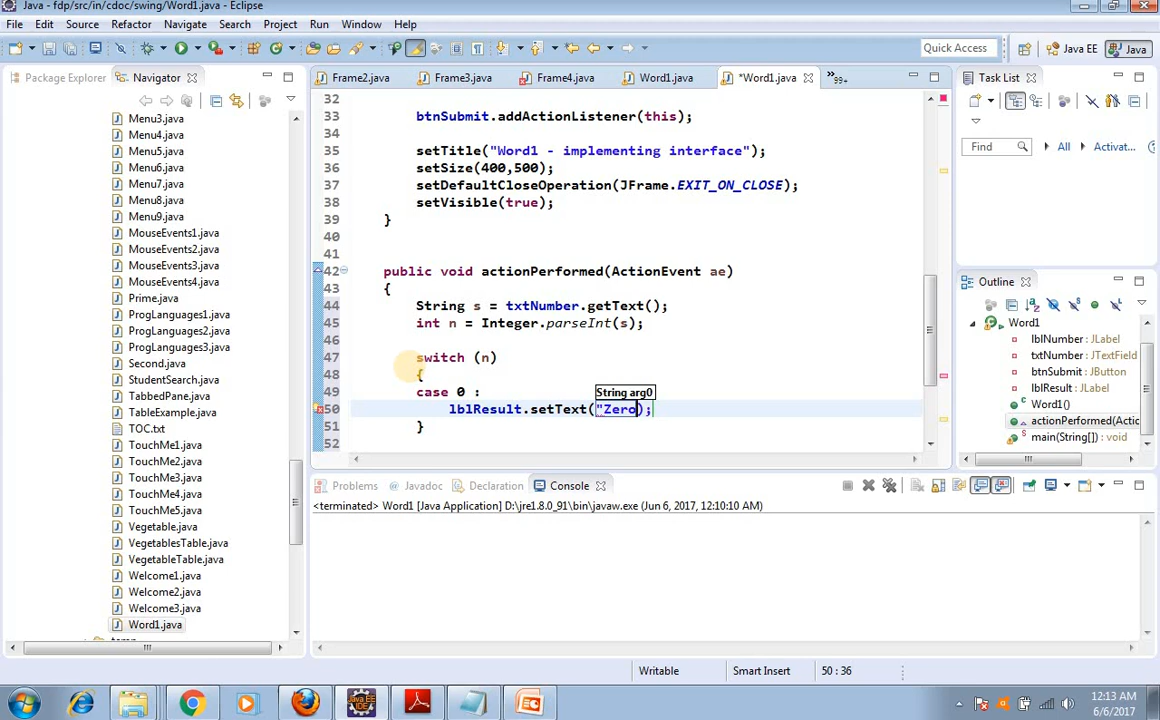 Java - fdp/src/in/cdoc/swing/Word1.java - Eclipse
File Edit Source Refactor Navigate Search Project Run Window Help
Quick Access
Java EE
Java
Package Explorer
Navigator
Menu3.java
Menu4.java
Menu5.java
Menu6.java
Menu7.java
Menu8.java
Menu9.java
MouseEvents1.java
MouseEvents2.java
MouseEvents3.java
MouseEvents4.java
Prime.java
ProgLanguages1.java
ProgLanguages2.java
ProgLanguages3.java
Second.java
StudentSearch.java
TabbedPane.java
TableExample.java
TOC.txt
TouchMe1.java
TouchMe2.java
TouchMe3.java
TouchMe4.java
TouchMe5.java
Vegetable.java
VegetablesTable.java
VegetableTable.java
Welcome1.java
Welcome2.java
Welcome3.java
Word1.java
Frame2.java Frame3.java Frame4.java Word1.java *Word1.java »99+
32
33 btnSubmit.addActionListener(this);
34
35 setTitle("Word1 - implementing interface");
36 setSize(400,500);
37 setDefaultCloseOperation(JFrame.EXIT_ON_CLOSE);
38 setVisible(true);
39 }
40
41
42 public void actionPerformed(ActionEvent ae)
43 {
44 String s = txtNumber.getText();
45 int n = Integer.parseInt(s);
46
47 switch (n)
48 {
49 case 0 :
String arg0
50 lblResult.setText("Zero);
51 }
52
Task List
Find
All
Activat...
Outline
Word1
lblNumber : JLabel
txtNumber : JTextField
btnSubmit : JButton
lblResult : JLabel
Word1()
actionPerformed(Actic
main(String[]) : void
Problems Javadoc Declaration Console
<terminated> Word1 [Java Application] D:\jre1.8.0_91\bin\javaw.exe (Jun 6, 2017, 12:10:10 AM)
Writable
Smart Insert
50 : 36
12:13 AM
6/6/2017